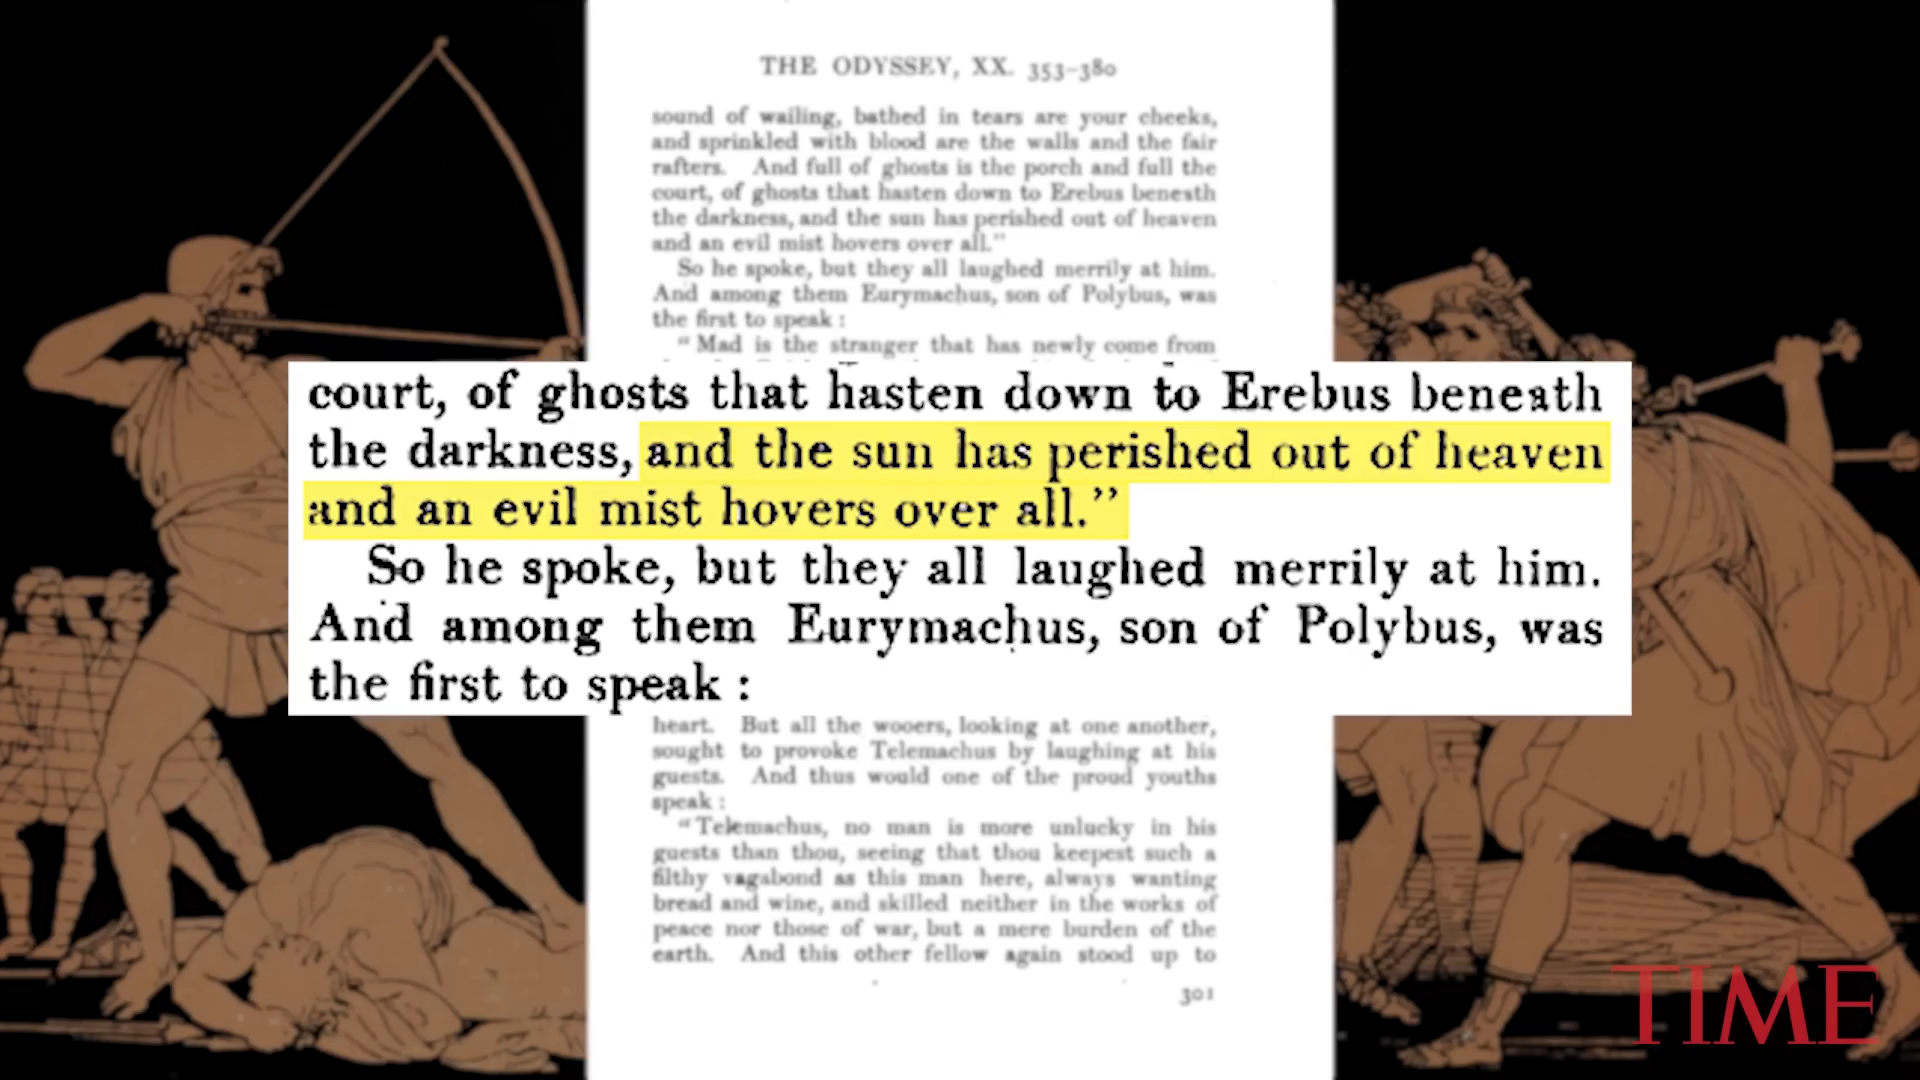 THE ODYSSEY, XX. 353–380
sound of wailing, bathed in tears are your cheeks,
and sprinkled with blood are the walls and the fair
rafters. And full of ghosts is the porch and full the
court, of ghosts that hasten down to Erebus beneath
the darkness, and the sun has perished out of heaven
and an evil mist hovers over all.”
So he spoke, but they all laughed merrily at him.
And among them Eurymachus, son of Polybus, was
the first to speak :
“ Mad is the stranger that has newly come from
court, of ghosts that hasten down to Erebus beneath
the darkness, and the sun has perished out of heaven
and an evil mist hovers over all.”
So he spoke, but they all laughed merrily at him.
And among them Eurymachus, son of Polybus, was
the first to speak :
heart. But all the wooers, looking at one another,
sought to provoke Telemachus by laughing at his
guests. And thus would one of the proud youths
speak :
“ Telemachus, no man is more unlucky in his
guests than thou, seeing that thou keepest such a
filthy vagabond as this man here, always wanting
bread and wine, and skilled neither in the works of
peace nor those of war, but a mere burden of the
earth. And this other fellow again stood up to
301
TIME